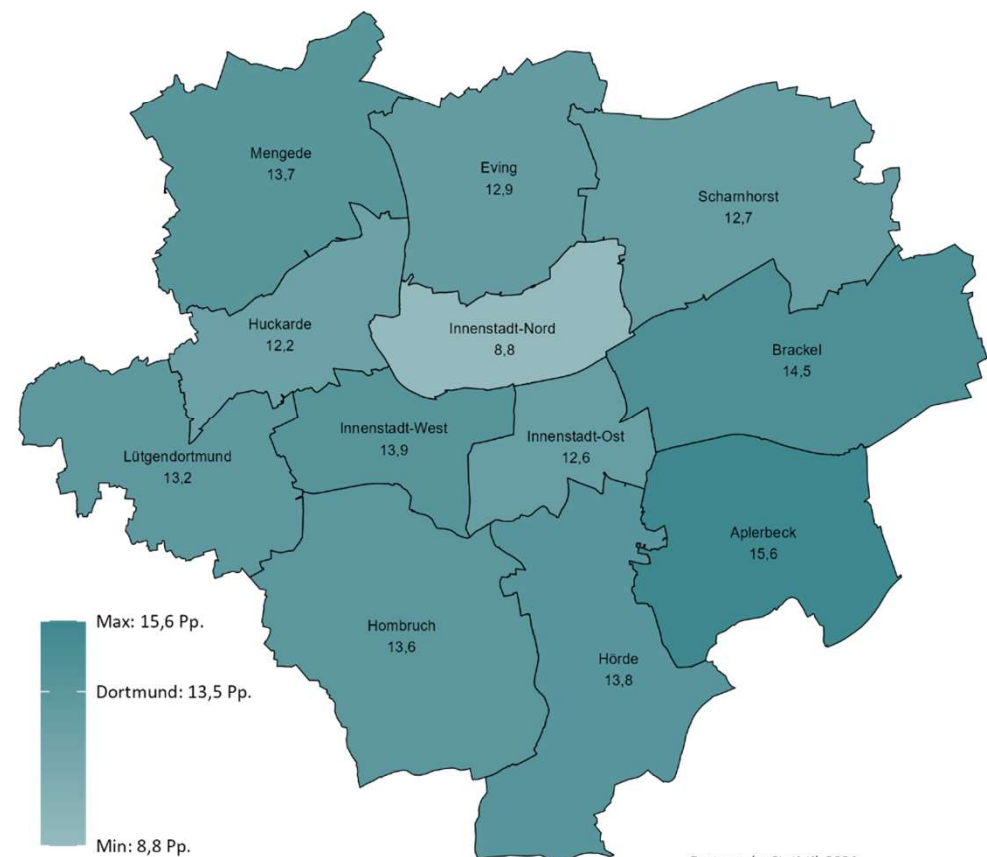 Mengede
13,7
Eving
12,9
Scharnhorst
12,7
Huckarde
12,2
Innenstadt-Nord
8,8
Brackel
14,5
Lütgendortmund
13,2
Innenstadt-West
13,9
Innenstadt-Ost
12,6
Aplerbeck
15,6
Hombruch
13,6
Hörde
13,8
Max: 15,6 Pp.
Dortmund: 13,5 Pp.
Min: 8,8 Pp.